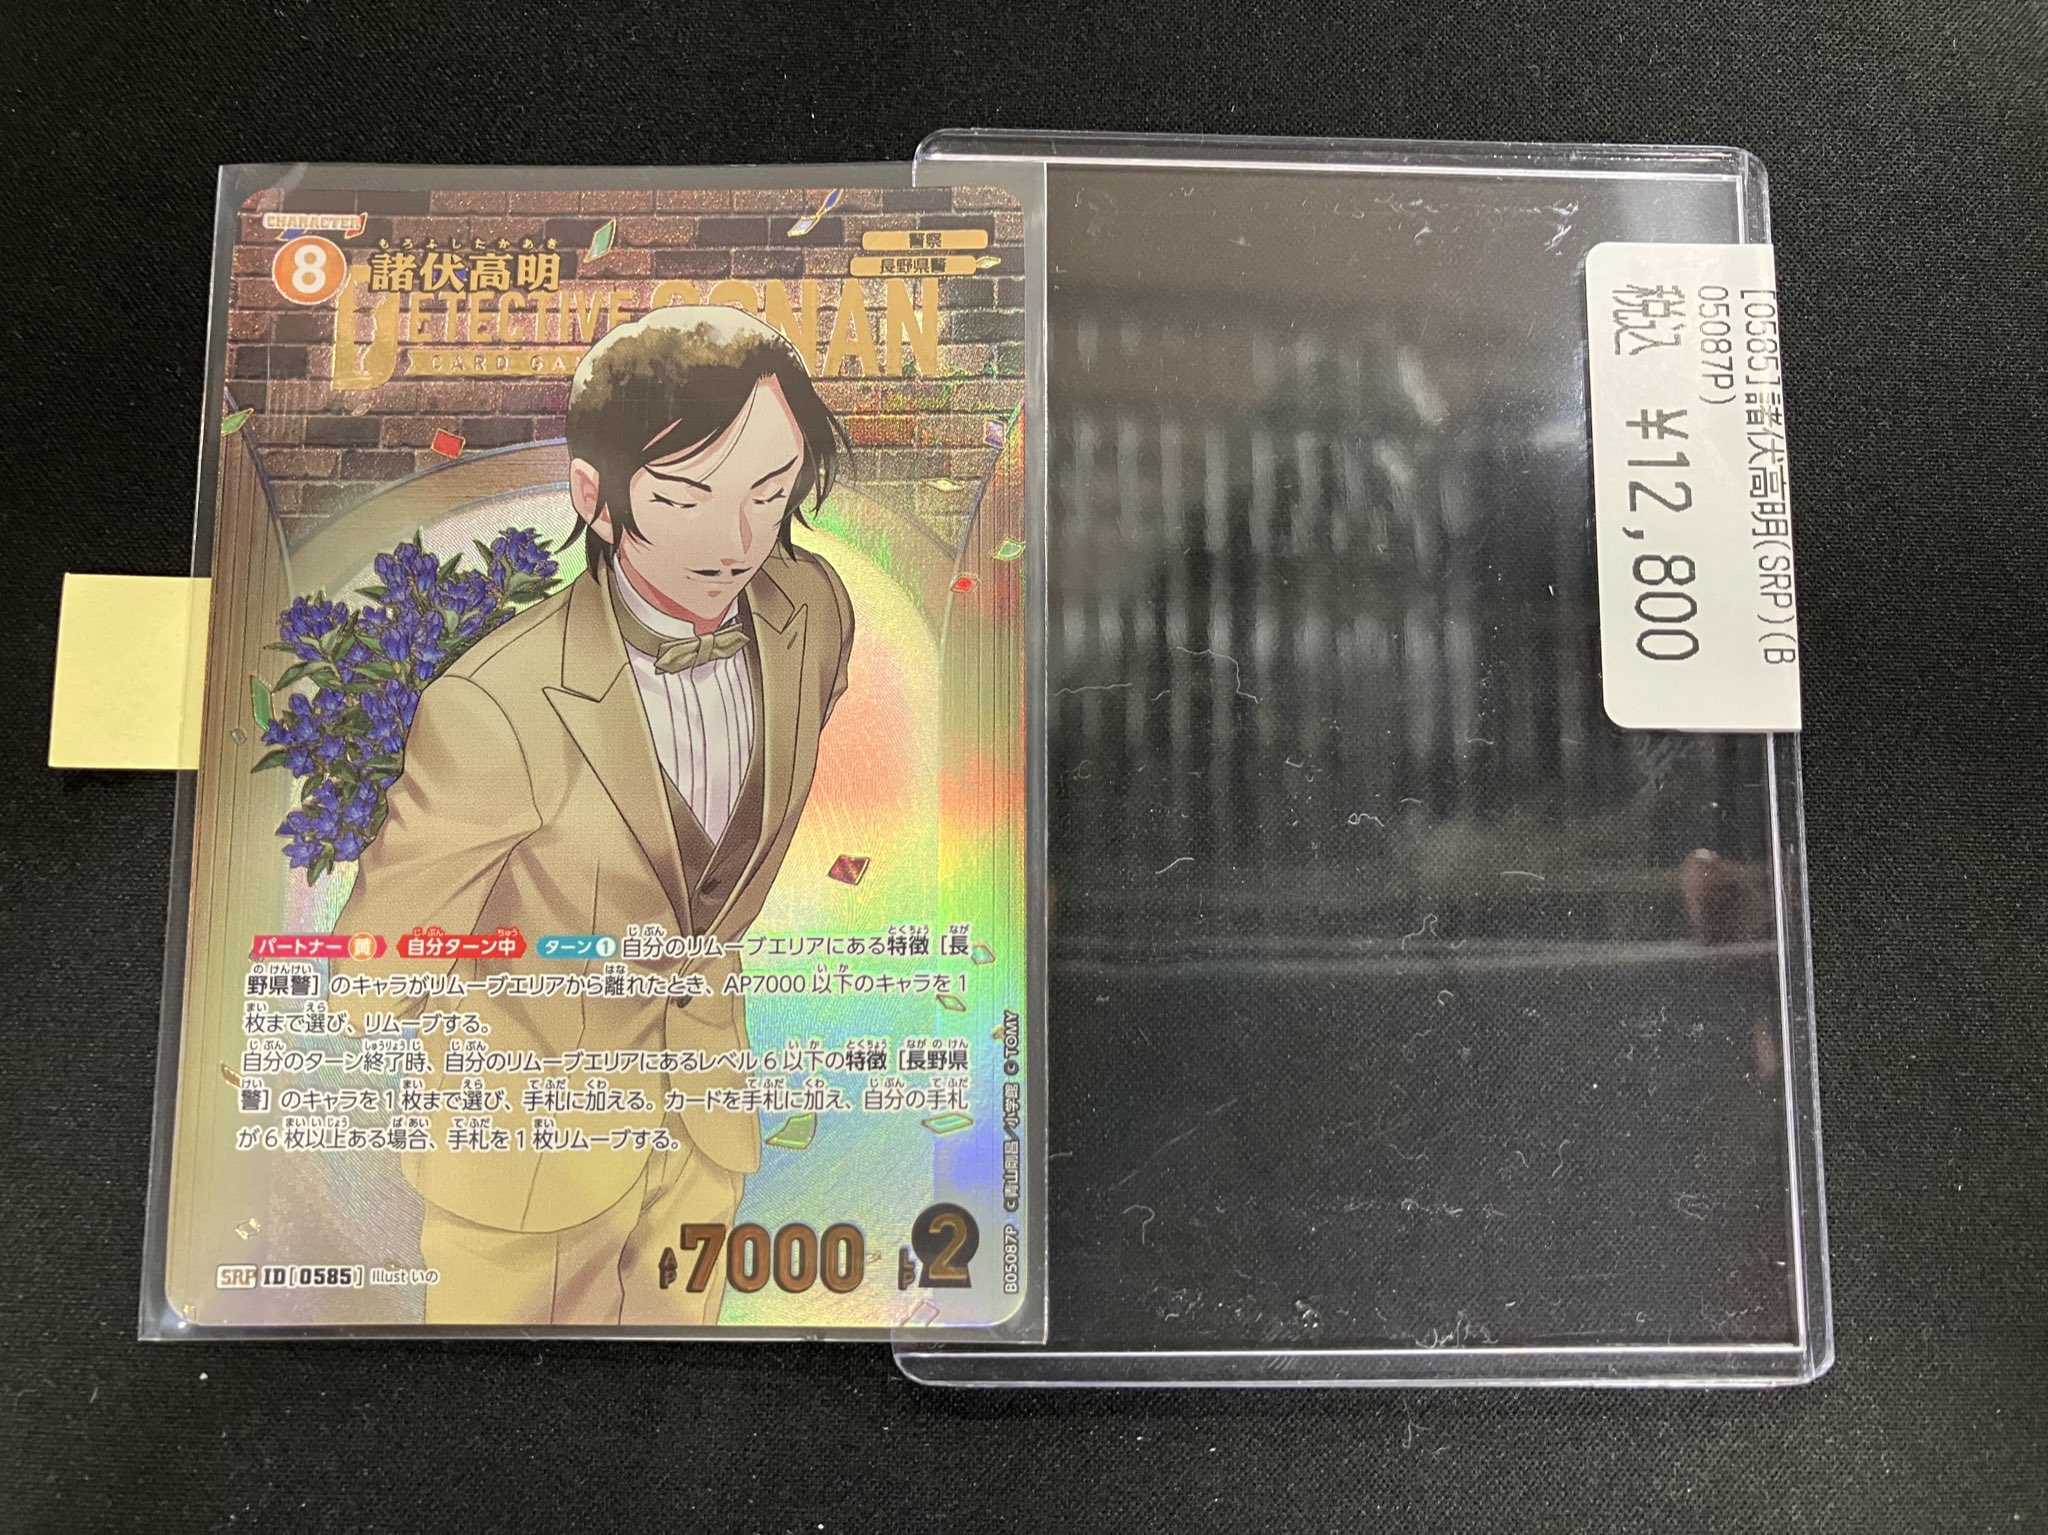 CHARACTER
8
もろふしたかあき
諸伏高明
警察
長野県警
DETECTIVE CONAN
CARD GA
パートナー 黄 自分ターン中 ターン1 自分のリムーブエリアにある特徴［長
野県警］のキャラがリムーブエリアから離れたとき、AP7000以下のキャラを1
枚まで選び、リムーブする。
自分のターン終了時、自分のリムーブエリアにあるレベル6以下の特徴［長野県
警］のキャラを1枚まで選び、手札に加える。カードを手札に加え、自分の手札
が6枚以上ある場合、手札を1枚リムーブする。
SRP ID[0585] Illust いの
AP 7000
LP 2
B05087P © 青山剛昌／小学館 © TOMY
[0585]諸伏高明(SRP)(B
05087P)
税込 ¥12,800